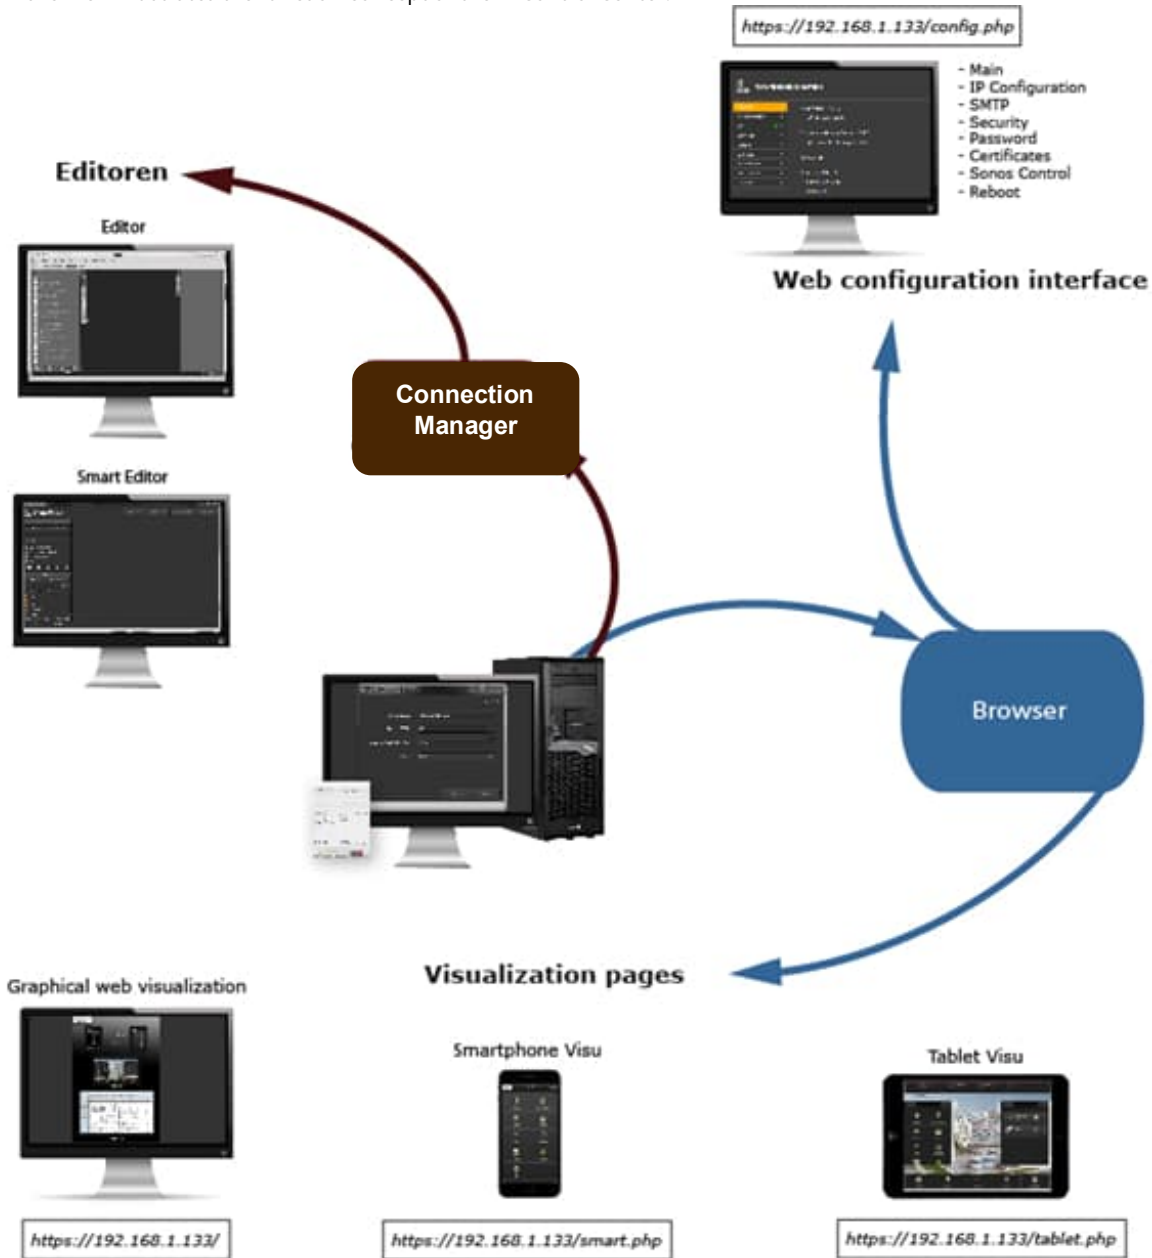 https://192.168.1.133/config.php
- Main
- IP Configuration
- SMTP
- Security
- Password
- Certificates
- Sonos Control
- Reboot
Web configuration interface
Editoren
Editor
Smart Editor
Connection
Manager
Browser
Visualization pages
Graphical web visualization
https://192.168.1.133/
Smartphone Visu
https://192.168.1.133/smart.php
Tablet Visu
https://192.168.1.133/tablet.php